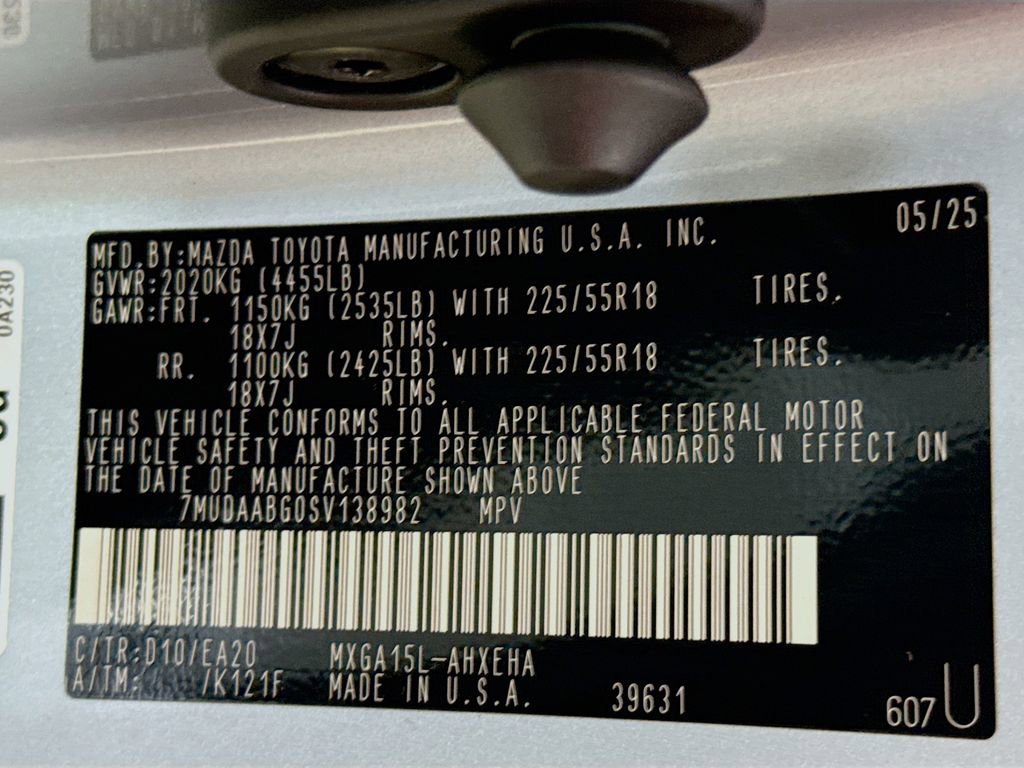 05/25
MFD.BY:MAZDA TOYOTA MANUFACTURING U.S.A. INC.
GVWR:2020KG (4455LB)
GAWR:FRT. 1150KG (2535LB) WITH 225/55R18 TIRES.
18X7J RIMS.
RR. 1100KG (2425LB) WITH 225/55R18 TIRES.
18X7J RIMS.
THIS VEHICLE CONFORMS TO ALL APPLICABLE FEDERAL MOTOR
VEHICLE SAFETY AND THEFT PREVENTION STANDARDS IN EFFECT ON
THE DATE OF MANUFACTURE SHOWN ABOVE
7MUDAABG0SV138982 MPV
C/TR:D10/EA20 MXGA15L-AHXEHA
A/TM: /K121F MADE IN U.S.A. 39631
607 U
0A230